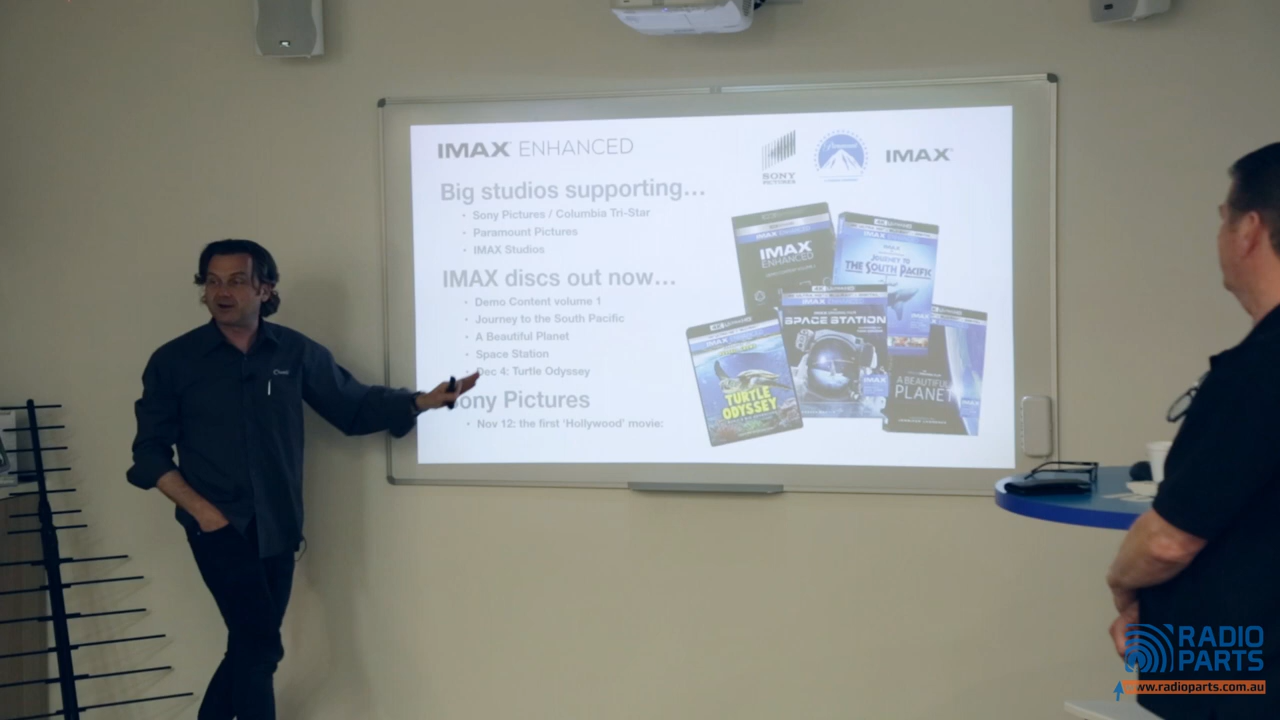 IMAX ENHANCED
SONY
PICTURES
Paramount
IMAX
Big studios supporting...
• Sony Pictures / Columbia Tri-Star
• Paramount Pictures
• IMAX Studios
IMAX discs out now...
• Demo Content volume 1
• Journey to the South Pacific
• A Beautiful Planet
• Space Station
• Dec 4: Turtle Odyssey
ony Pictures
• Nov 12: the first 'Hollywood' movie:
IMAX
ENHANCED
JOURNEY TO
THE SOUTH PACIFIC
SPACE STATION
IMAX
TURTLE
ODYSSEY
A BEAUTIFUL
PLANET
RADIO
PARTS
www.radioparts.com.au